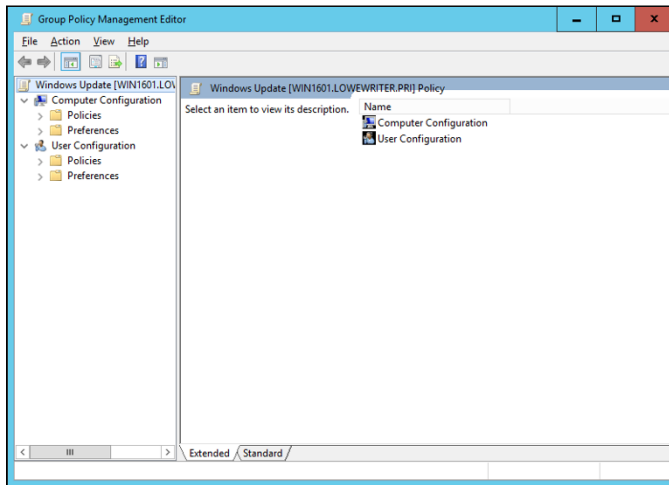 Group Policy Management Editor
File Action View Help
Windows Update [WIN1601.LOV
Computer Configuration
Policies
Preferences
User Configuration
Policies
Preferences
Windows Update [WIN1601.LOWEWRITER.PRI] Policy
Select an item to view its description.
Name
Computer Configuration
User Configuration
Extended Standard